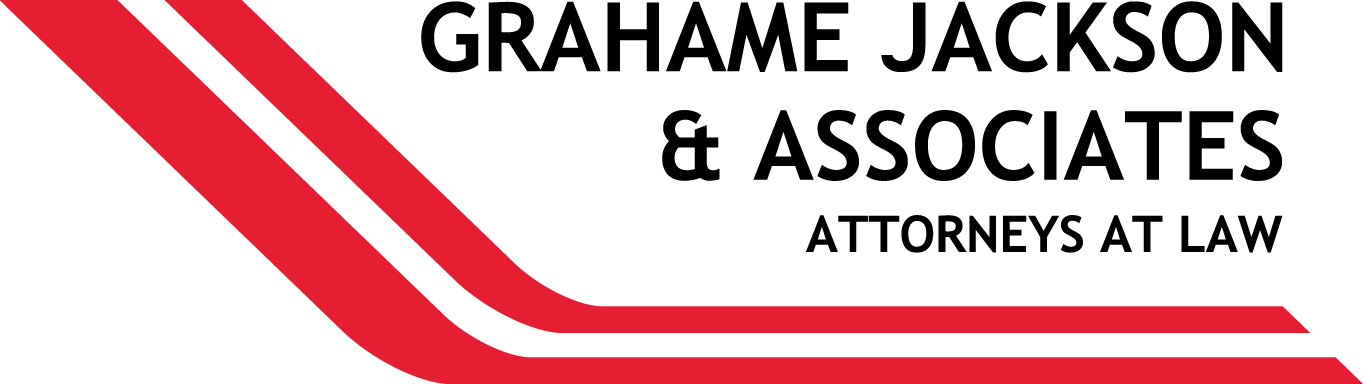 GRAHAME JACKSON
& ASSOCIATES
ATTORNEYS AT LAW